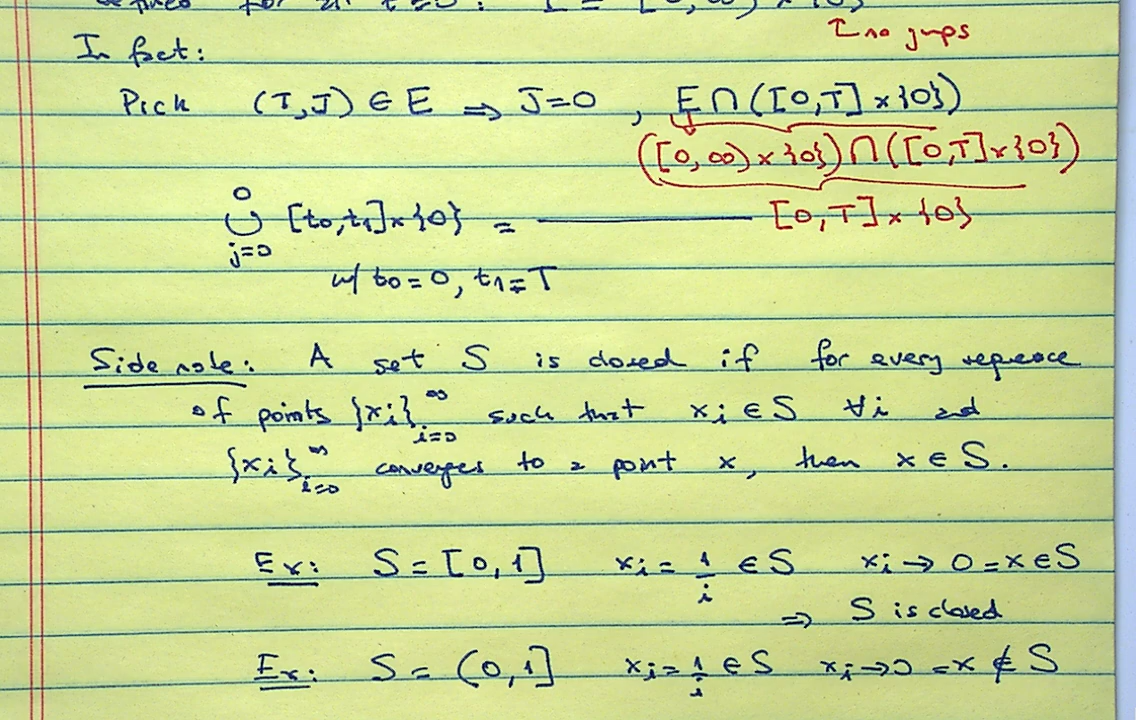 E = [0,∞) × {0}
↑ no jumps
In fact:
Pick (T,J) ∈ E ⇒ J=0 , E∩([0,T]×{0})
([0,∞)×{0})∩([0,T]×{0})
0
∪ [t₀,t₁]×{0} = ———— [0,T]×{0}
j=0
w/ t₀=0, t₁=T
Side note: A set S is closed if for every sequence
of points {xᵢ}^∞_{i=0} such that xᵢ ∈ S ∀i and
{xᵢ}^∞_{i=0} converges to a point x, then x ∈ S.
Ex: S = [0,1] xᵢ = 1/i ∈ S xᵢ → 0 = x ∈ S
⇒ S is closed
Ex: S = (0,1] xᵢ = 1/i ∈ S xᵢ → 0 = x ∉ S